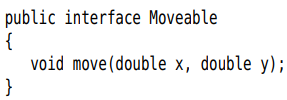 public interface Moveable
{
   void move(double x, double y);
}